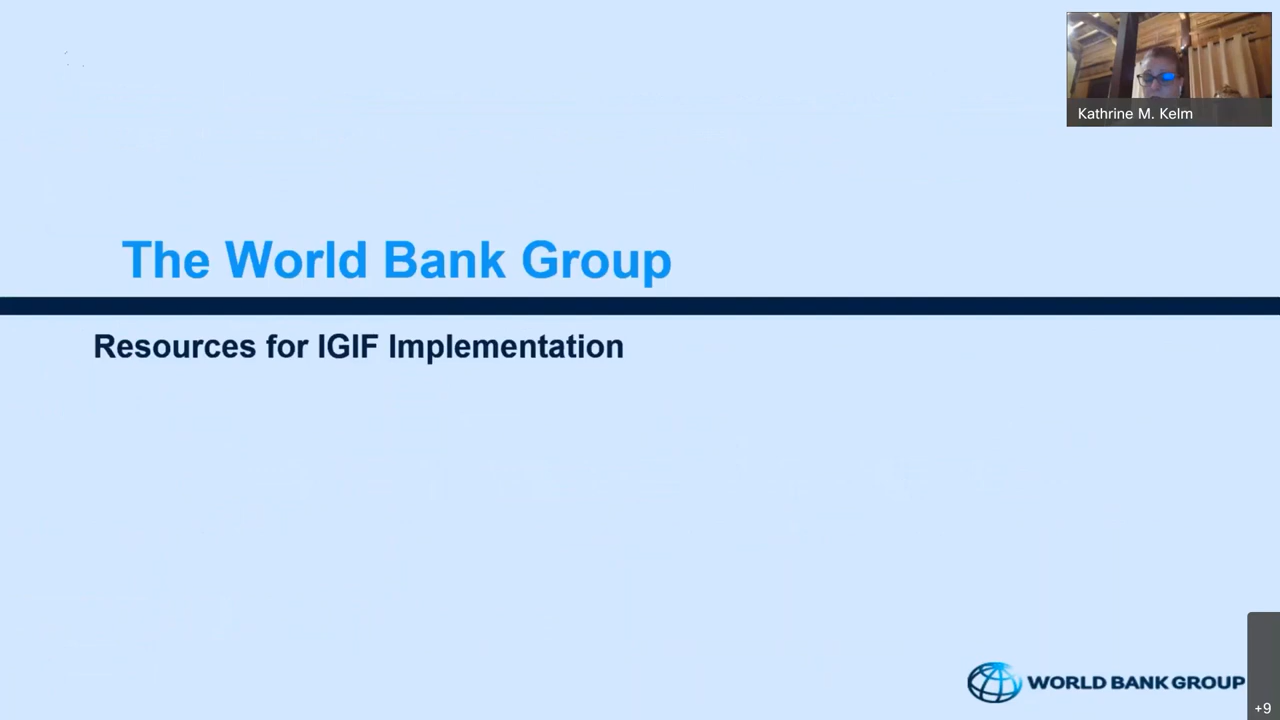 Kathrine M. Kelm
The World Bank Group
Resources for IGIF Implementation
WORLD BANK GROUP
+9